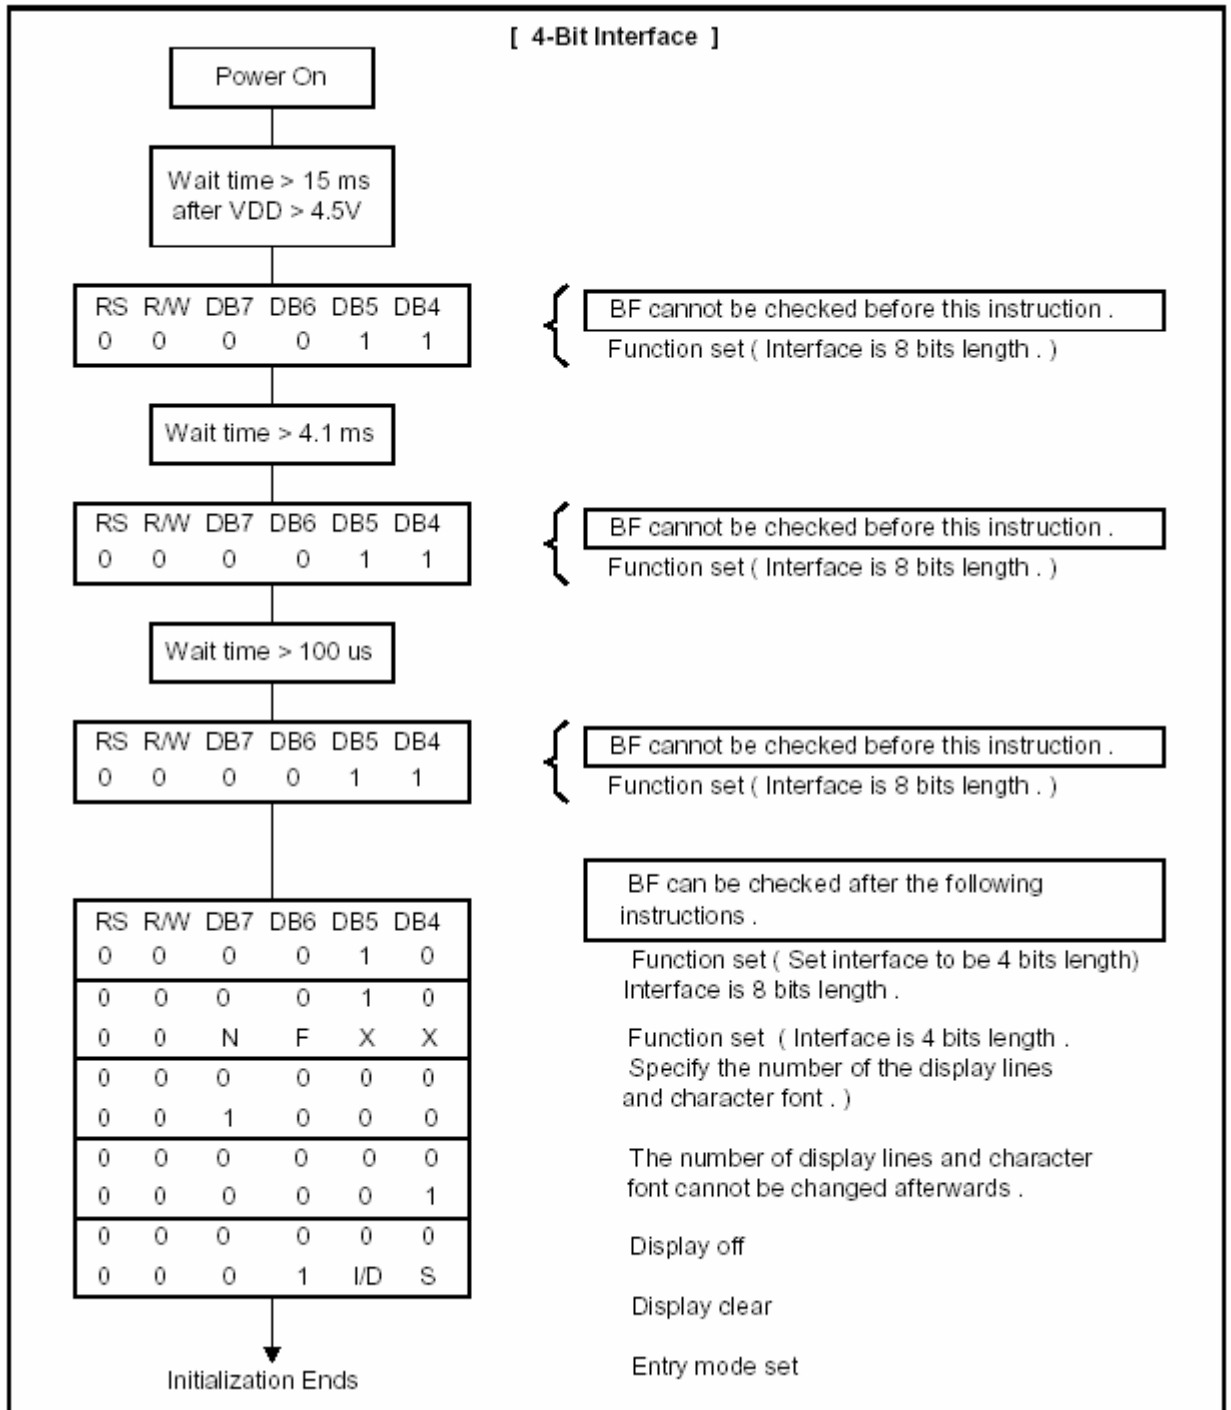 [ 4-Bit Interface ]
Power On
Wait time > 15 ms
after VDD > 4.5V
RS R/W DB7 DB6 DB5 DB4
0 0 0 0 1 1
BF cannot be checked before this instruction .
Function set ( Interface is 8 bits length . )
Wait time > 4.1 ms
RS R/W DB7 DB6 DB5 DB4
0 0 0 0 1 1
BF cannot be checked before this instruction .
Function set ( Interface is 8 bits length . )
Wait time > 100 us
RS R/W DB7 DB6 DB5 DB4
0 0 0 0 1 1
BF cannot be checked before this instruction .
Function set ( Interface is 8 bits length . )
RS R/W DB7 DB6 DB5 DB4
0 0 0 0 1 0
0 0 0 0 1 0
0 0 N F X X
0 0 0 0 0 0
0 0 1 0 0 0
0 0 0 0 0 0
0 0 0 0 0 1
0 0 0 0 0 0
0 0 0 1 I/D S
BF can be checked after the following
instructions .
Function set ( Set interface to be 4 bits length)
Interface is 8 bits length .
Function set ( Interface is 4 bits length .
Specify the number of the display lines
and character font . )
The number of display lines and character
font cannot be changed afterwards .
Display off
Display clear
Entry mode set
Initialization Ends